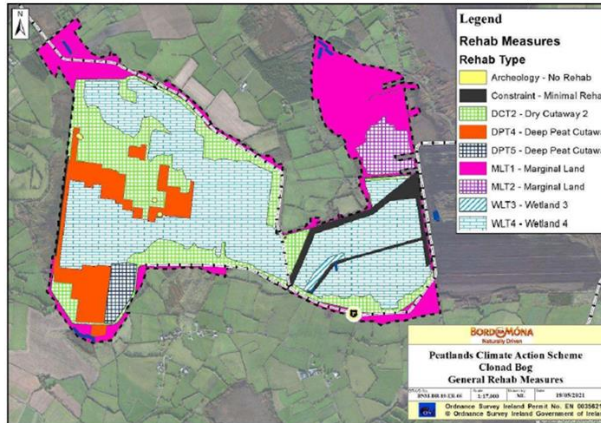 N
Legend
Rehab Measures
Rehab Type
Archeology - No Rehab
Constraint - Minimal Reha
DCT2 - Dry Cutaway 2
DPT4 - Deep Peat Cutawa
DPT5 - Deep Peat Cutawa
MLT1 - Marginal Land
MLT2 - Marginal Land
WLT3 - Wetland 3
WLT4 - Wetland 4
BORD NA MÓNA
Naturally Driven
Peatlands Climate Action Scheme
Clonad Bog
General Rehab Measures
1:17,000
19/05/2021
Ordnance Survey Ireland Permit No. EN 0035821
© Ordnance Survey Ireland Government of Irelan